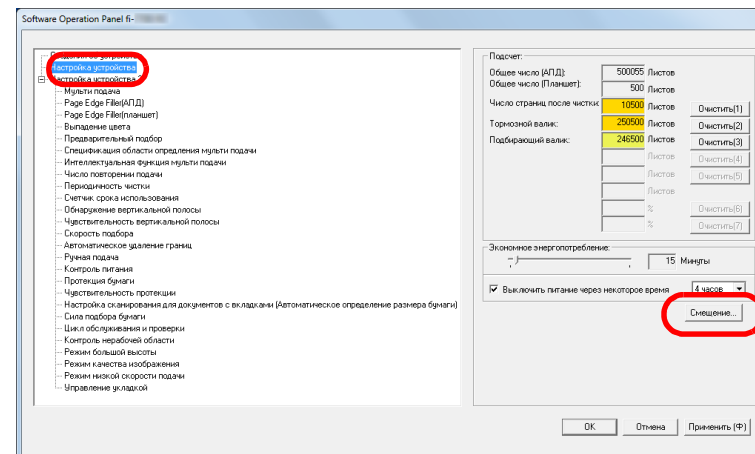 Software Operation Panel fi-
Сведения об устройстве
Настройка устройства
Настройка устройства 2
Мульти подача
Page Edge Filler(АПД)
Page Edge Filler(планшет)
Выпадение цвета
Предварительный подбор
Спецификация области опредления мульти подачи
Интеллектуальная функция мульти подачи
Число повторении подачи
Периодичность чистки
Счетчик срока использования
Обнаружение вертикальной полосы
Чувствительность вертикальной полосы
Скорость подбора
Автоматическое удаление границ
Ручная подача
Контроль питания
Протекция бумаги
Чувствительность протекции
Настройка сканирования для документов с вкладками (Автоматическое определение размера бумаги)
Сила подбора бумаги
Цикл обслуживания и проверки
Контроль нерабочей области
Режим большой высоты
Режим качества изображения
Режим низкой скорости подачи
Управление укладкой
Подсчет:
Общее число (АПД): 500055 Листов
Общее число (Планшет): 500 Листов
Число страниц после чистки: 10500 Листов Очистить(1)
Тормозной валик: 250500 Листов Очистить(2)
Подбирающий валик: 246500 Листов Очистить(3)
Листов Очистить(4)
Листов Очистить(5)
Листов
% Очистить(6)
% Очистить(7)
Экономное энергопотребление:
15 Минуты
Выключить питание через некоторое время 4 часов
Смещение...
OK Отмена Применить (Ф)